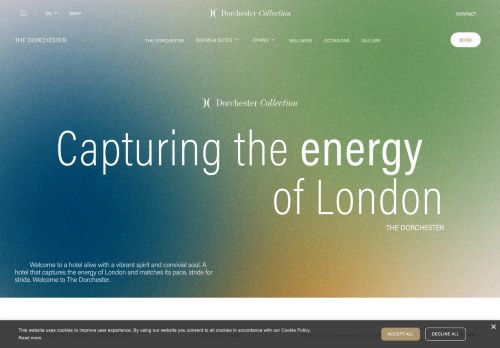 EN
SHOP
Dorchester Collection
CONTACT
THE DORCHESTER
THE DORCHESTER
ROOMS & SUITES
DINING
WELLNESS
OCCASIONS
GALLERY
BOOK
Dorchester Collection
Capturing the energy
of London
THE DORCHESTER
Welcome to a hotel alive with a vibrant spirit and convivial soul. A
hotel that captures the energy of London and matches its pace, stride for
stride. Welcome to The Dorchester.
This website uses cookies to improve user experience. By using our website you consent to all cookies in accordance with our Cookie Policy.
Read more
ACCEPT ALL
DECLINE ALL